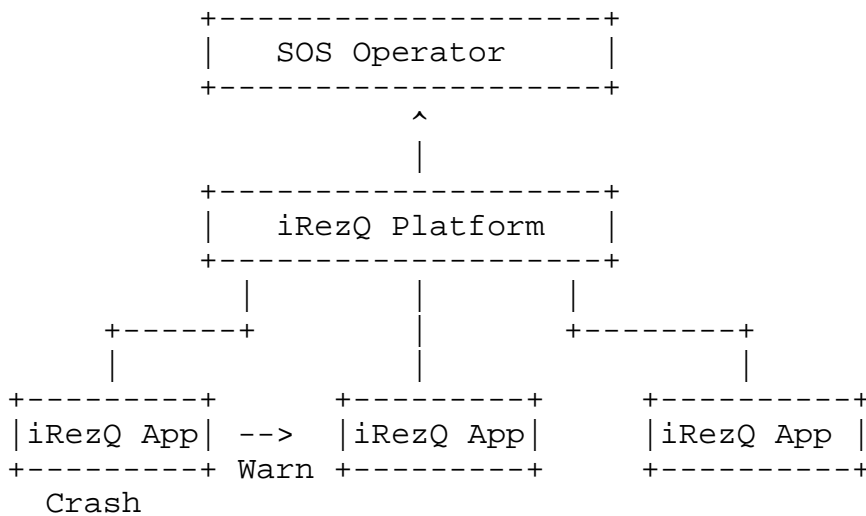 SOS Operator
iRezQ Platform
iRezQ App --> iRezQ App iRezQ App
Warn
Crash